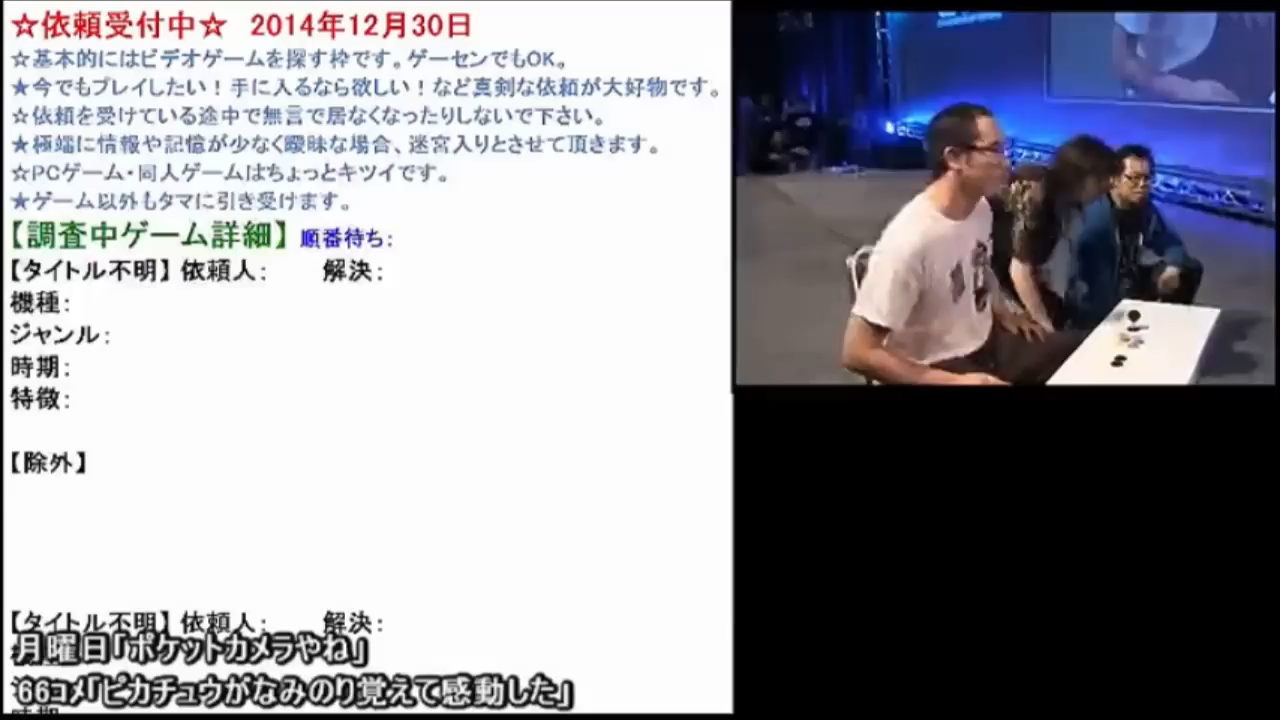 ☆依頼受付中☆ 2014年12月30日
☆基本的にはビデオゲームを探す枠です。ゲーセンでもOK。
★今でもプレイしたい！手に入るなら欲しい！など真剣な依頼が大好物です。
☆依頼を受けている途中で無言で居なくなったりしないで下さい。
★極端に情報や記憶が少なく曖昧な場合、迷宮入りとさせて頂きます。
☆PCゲーム・同人ゲームはちょっとキツイです。
★ゲーム以外もタマに引き受けます。
【調査中ゲーム詳細】 順番待ち：
【タイトル不明】 依頼人： 解決：
機種：
ジャンル：
時期：
特徴：
【除外】
【タイトル不明】 依頼人： 解決：
月曜日「ポケットカメラやね」
66コメ「ピカチュウがなみのり覚えて感動した」